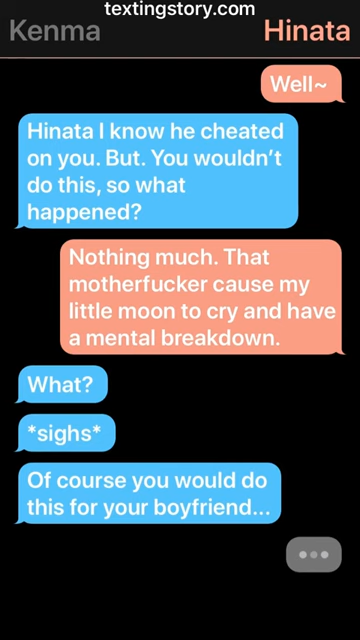 textingstory.com
Kenma Hinata
Well~
Hinata I know he cheated
on you. But. You wouldn't
do this, so what
happened?
Nothing much. That
motherfucker cause my
little moon to cry and have
a mental breakdown.
What?
*sighs*
Of course you would do
this for your boyfriend...